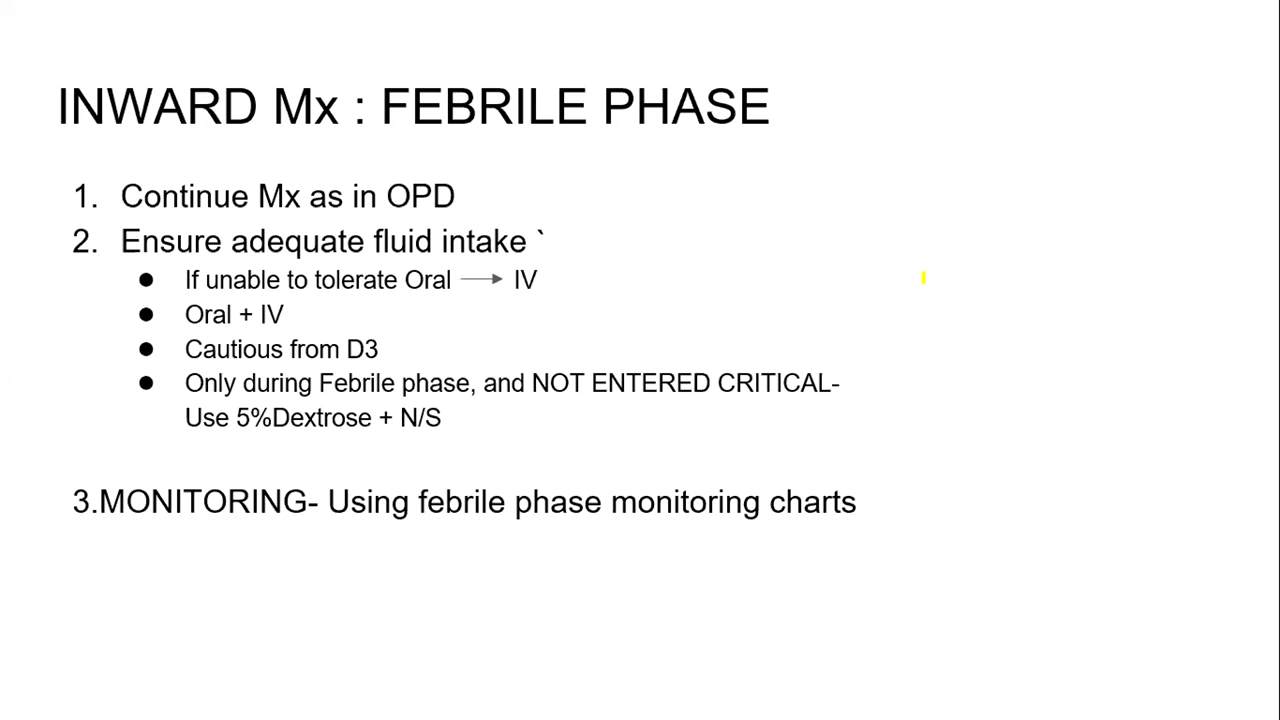 INWARD Mx : FEBRILE PHASE
1. Continue Mx as in OPD
2. Ensure adequate fluid intake `
● If unable to tolerate Oral → IV
● Oral + IV
● Cautious from D3
● Only during Febrile phase, and NOT ENTERED CRITICAL-
Use 5%Dextrose + N/S
3.MONITORING- Using febrile phase monitoring charts